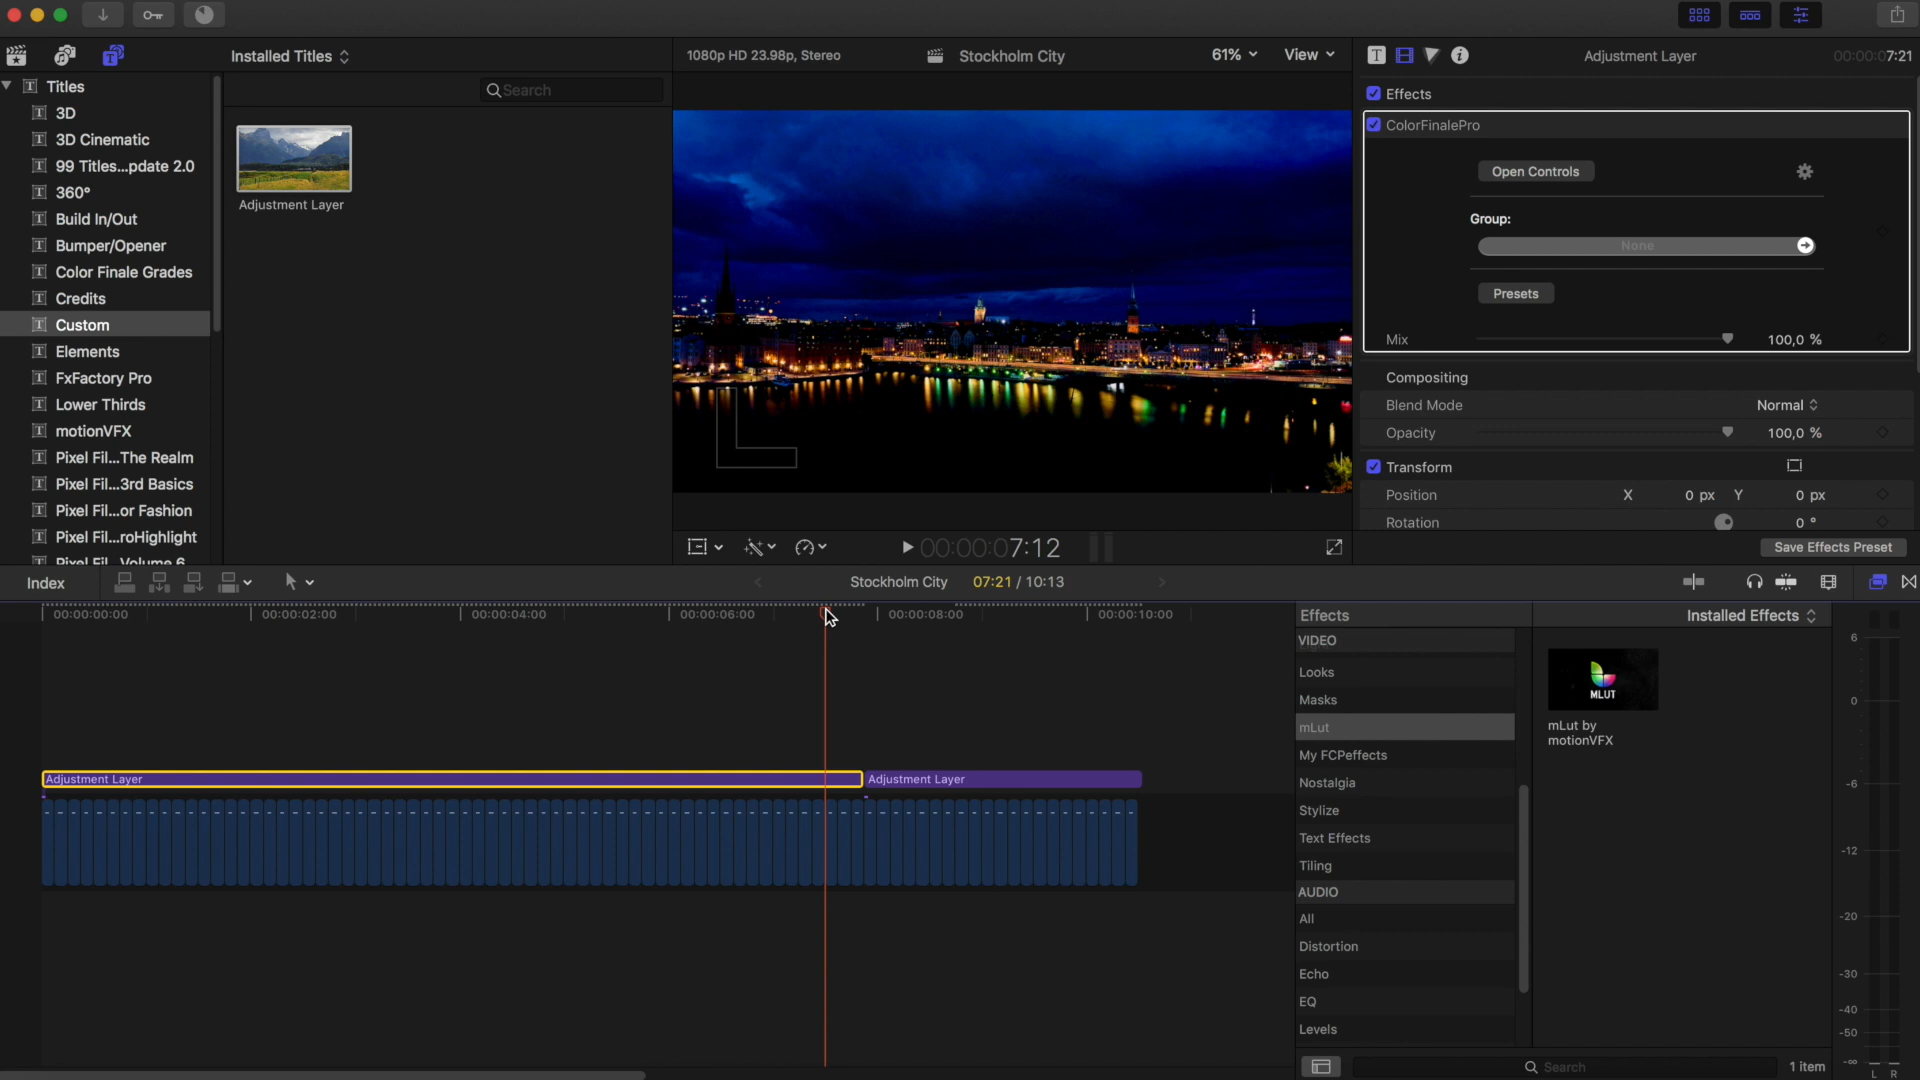 Installed Titles
1080p HD 23.98p, Stereo
Stockholm City
61%
View
Adjustment Layer
00:00:007:21
Titles
3D
3D Cinematic
99 Titles...pdate 2.0
360°
Build In/Out
Bumper/Opener
Color Finale Grades
Credits
Custom
Elements
FxFactory Pro
Lower Thirds
motionVFX
Pixel Fil...The Realm
Pixel Fil...3rd Basics
Pixel Fil...or Fashion
Pixel Fil...roHighlight
Pixel Fil...Volume 6
Search
Adjustment Layer
Effects
ColorFinalePro
Open Controls
Group:
None
Presets
Mix
100,0 %
Compositing
Blend Mode
Normal
Opacity
100,0 %
Transform
Position
X
0 px
Y
0 px
Rotation
0 °
Save Effects Preset
00:00:007:12
Index
Stockholm City
07:21 / 10:13
00:00:00:00
00:00:02:00
00:00:04:00
00:00:06:00
00:00:08:00
00:00:10:00
Adjustment Layer
Adjustment Layer
Effects
Installed Effects
VIDEO
Looks
Masks
mLut
My FCPeffects
Nostalgia
Stylize
Text Effects
Tiling
AUDIO
All
Distortion
Echo
EQ
Levels
MLUT
mLut by
motionVFX
Search
1 item
6
0
-6
-12
-20
-30
-40
-50
-∞
L R